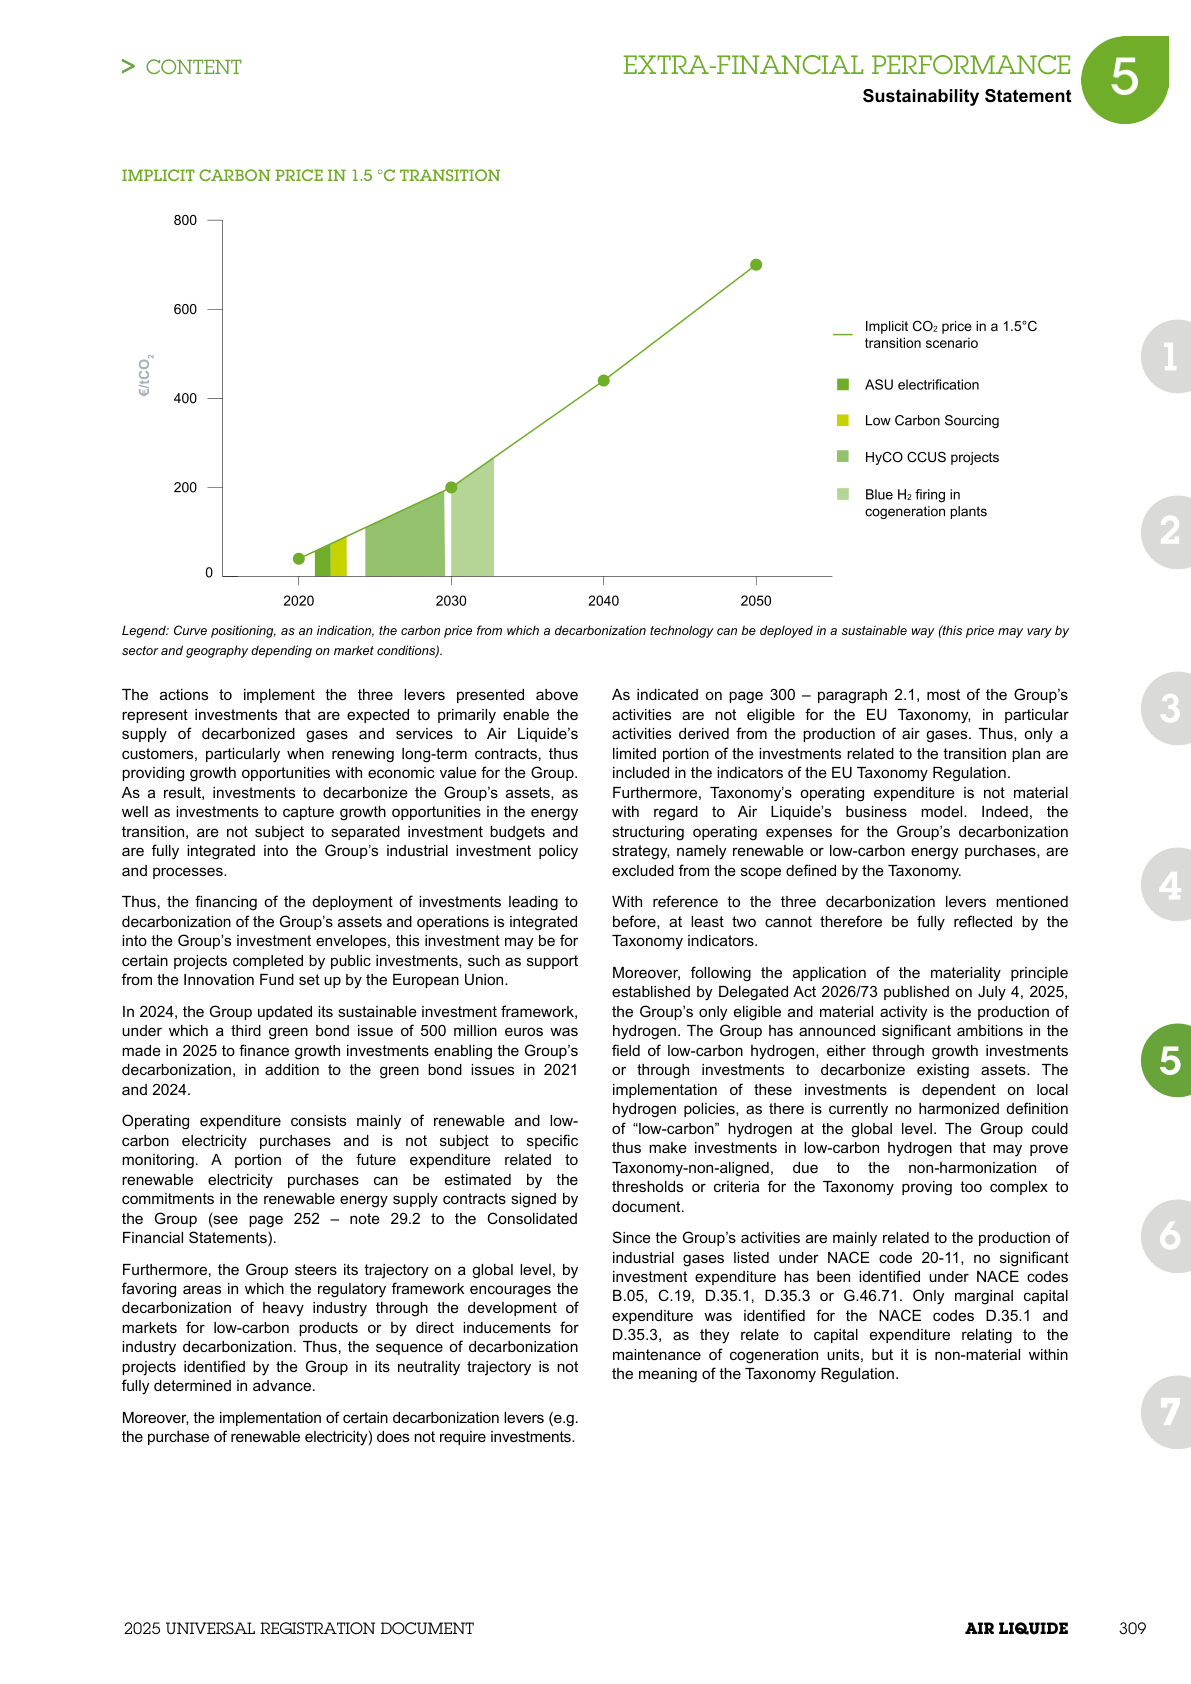 > CONTENT
EXTRA-FINANCIAL PERFORMANCE
Sustainability Statement
5
IMPLICIT CARBON PRICE IN 1.5 °C TRANSITION
800
600
400
200
0
€/tCO2
2020
2030
2040
2050
Implicit CO2 price in a 1.5°C
transition scenario
ASU electrification
Low Carbon Sourcing
HyCO CCUS projects
Blue H2 firing in
cogeneration plants
Legend: Curve positioning, as an indication, the carbon price from which a decarbonization technology can be deployed in a sustainable way (this price may vary by
sector and geography depending on market conditions).
The actions to implement the three levers presented above
represent investments that are expected to primarily enable the
supply of decarbonized gases and services to Air Liquide's
customers, particularly when renewing long-term contracts, thus
providing growth opportunities with economic value for the Group.
As a result, investments to decarbonize the Group's assets, as
well as investments to capture growth opportunities in the energy
transition, are not subject to separated investment budgets and
are fully integrated into the Group's industrial investment policy
and processes.
Thus, the financing of the deployment of investments leading to
decarbonization of the Group's assets and operations is integrated
into the Group's investment envelopes, this investment may be for
certain projects completed by public investments, such as support
from the Innovation Fund set up by the European Union.
In 2024, the Group updated its sustainable investment framework,
under which a third green bond issue of 500 million euros was
made in 2025 to finance growth investments enabling the Group's
decarbonization, in addition to the green bond issues in 2021
and 2024.
Operating expenditure consists mainly of renewable and low-
carbon electricity purchases and is not subject to specific
monitoring. A portion of the future expenditure related to
renewable electricity purchases can be estimated by the
commitments in the renewable energy supply contracts signed by
the Group (see page 252 – note 29.2 to the Consolidated
Financial Statements).
Furthermore, the Group steers its trajectory on a global level, by
favoring areas in which the regulatory framework encourages the
decarbonization of heavy industry through the development of
markets for low-carbon products or by direct inducements for
industry decarbonization. Thus, the sequence of decarbonization
projects identified by the Group in its neutrality trajectory is not
fully determined in advance.
Moreover, the implementation of certain decarbonization levers (e.g.
the purchase of renewable electricity) does not require investments.
As indicated on page 300 – paragraph 2.1, most of the Group's
activities are not eligible for the EU Taxonomy, in particular
activities derived from the production of air gases. Thus, only a
limited portion of the investments related to the transition plan are
included in the indicators of the EU Taxonomy Regulation.
Furthermore, Taxonomy's operating expenditure is not material
with regard to Air Liquide's business model. Indeed, the
structuring operating expenses for the Group's decarbonization
strategy, namely renewable or low-carbon energy purchases, are
excluded from the scope defined by the Taxonomy.
With reference to the three decarbonization levers mentioned
before, at least two cannot therefore be fully reflected by the
Taxonomy indicators.
Moreover, following the application of the materiality principle
established by Delegated Act 2026/73 published on July 4, 2025,
the Group's only eligible and material activity is the production of
hydrogen. The Group has announced significant ambitions in the
field of low-carbon hydrogen, either through growth investments
or through investments to decarbonize existing assets. The
implementation of these investments is dependent on local
hydrogen policies, as there is currently no harmonized definition
of “low-carbon” hydrogen at the global level. The Group could
thus make investments in low-carbon hydrogen that may prove
Taxonomy-non-aligned, due to the non-harmonization of
thresholds or criteria for the Taxonomy proving too complex to
document.
Since the Group's activities are mainly related to the production of
industrial gases listed under NACE code 20-11, no significant
investment expenditure has been identified under NACE codes
B.05, C.19, D.35.1, D.35.3 or G.46.71. Only marginal capital
expenditure was identified for the NACE codes D.35.1 and
D.35.3, as they relate to capital expenditure relating to the
maintenance of cogeneration units, but it is non-material within
the meaning of the Taxonomy Regulation.
1
2
3
4
5
6
7
2025 UNIVERSAL REGISTRATION DOCUMENT
AIR LIQUIDE
309